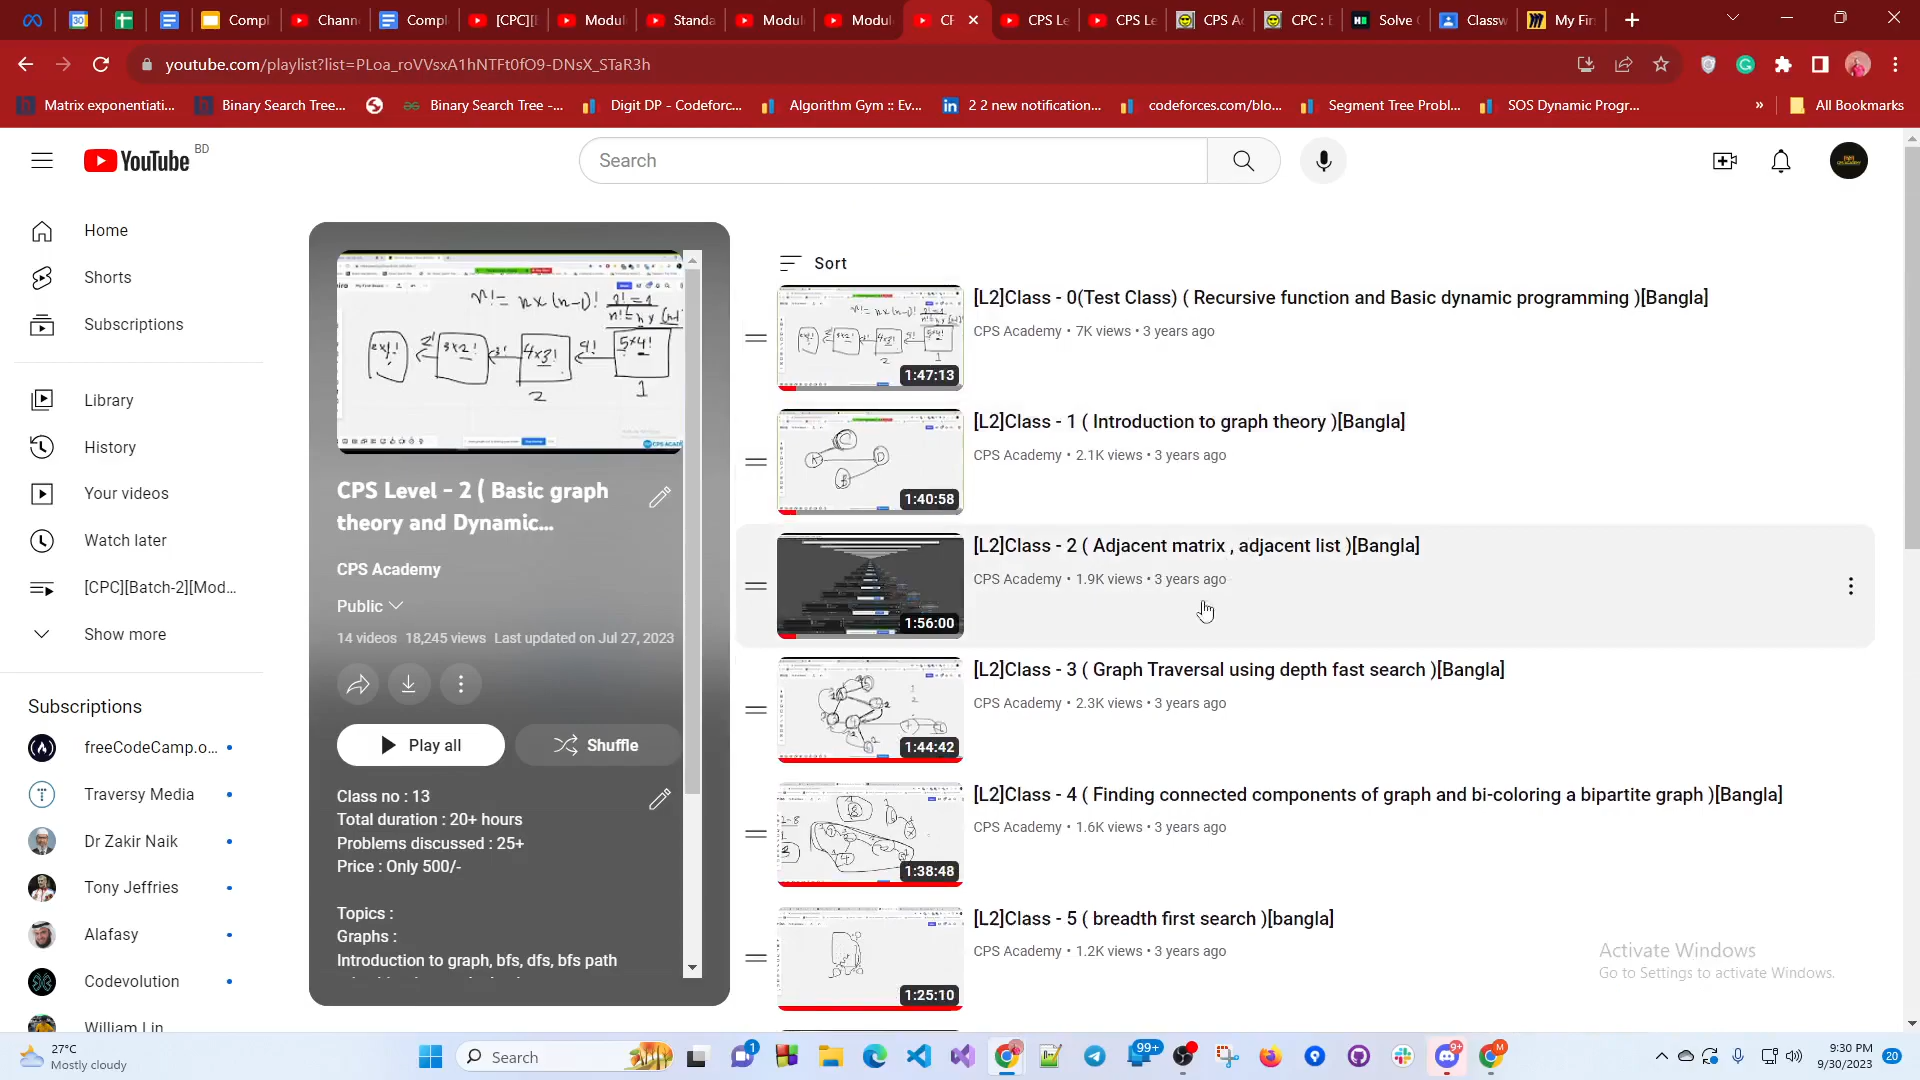 30
Compl
Chann
Compl
[CPC][E
Modul
Standa
Modul
Modul
CP
CPS Le
CPS Le
CPS A
CPC : E
Solve
Classw
My Fir
youtube.com/playlist?list=PLoa_roVVsxA1hNTFt0fO9-DNsX_STaR3h
Matrix exponentiati...
Binary Search Tree...
Binary Search Tree -...
Digit DP - Codeforc...
Algorithm Gym :: Ev...
2 2 new notification...
codeforces.com/blo...
Segment Tree Probl...
SOS Dynamic Progr...
» All Bookmarks
YouTube BD
Search
Home
Shorts
Subscriptions
Library
History
Your videos
Watch later
[CPC][Batch-2][Mod...
Show more
Subscriptions
freeCodeCamp.o...
Traversy Media
Dr Zakir Naik
Tony Jeffries
Alafasy
Codevolution
William Lin
n! = n x (n-1)!
CPS Level - 2 ( Basic graph
theory and Dynamic...
CPS Academy
Public
14 videos 18,245 views Last updated on Jul 27, 2023
Play all
Shuffle
Class no : 13
Total duration : 20+ hours
Problems discussed : 25+
Price : Only 500/-
Topics :
Graphs :
Introduction to graph, bfs, dfs, bfs path
Sort
1:47:13
[L2]Class - 0(Test Class) ( Recursive function and Basic dynamic programming )[Bangla]
CPS Academy • 7K views • 3 years ago
1:40:58
[L2]Class - 1 ( Introduction to graph theory )[Bangla]
CPS Academy • 2.1K views • 3 years ago
1:56:00
[L2]Class - 2 ( Adjacent matrix , adjacent list )[Bangla]
CPS Academy • 1.9K views • 3 years ago
1:44:42
[L2]Class - 3 ( Graph Traversal using depth fast search )[Bangla]
CPS Academy • 2.3K views • 3 years ago
1:38:48
[L2]Class - 4 ( Finding connected components of graph and bi-coloring a bipartite graph )[Bangla]
CPS Academy • 1.6K views • 3 years ago
1:25:10
[L2]Class - 5 ( breadth first search )[bangla]
CPS Academy • 1.2K views • 3 years ago
Activate Windows
Go to Settings to activate Windows.
27°C
Mostly cloudy
Search
1
99+
9+
9:30 PM
9/30/2023
20